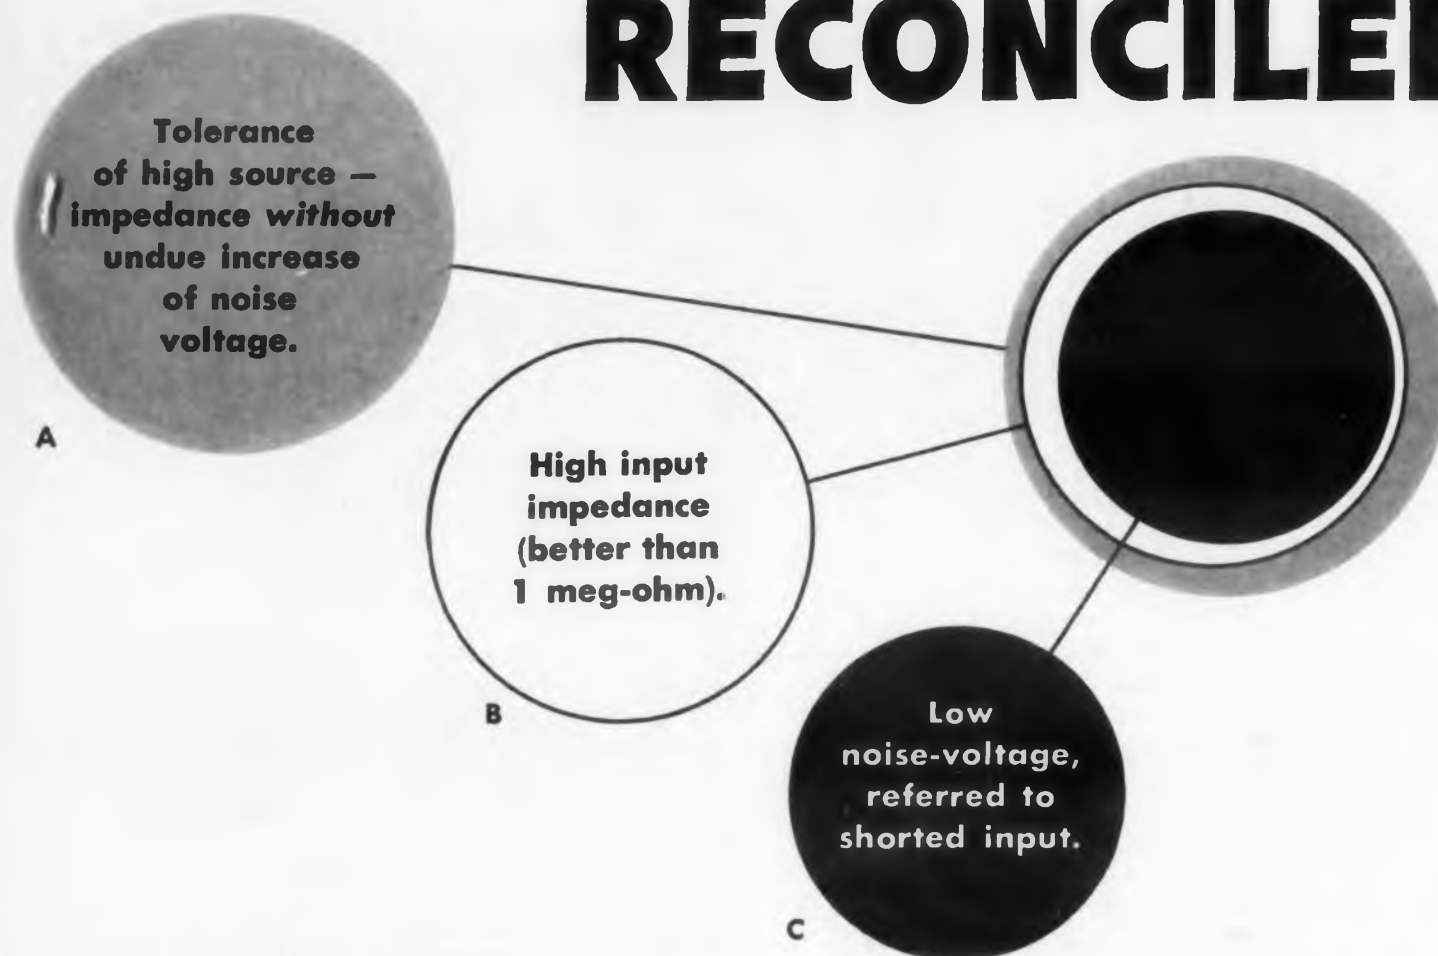 RECONCILED
Tolerance
of high source —
impedance without
undue increase
of noise
voltage.
A
High input
impedance
(better than
1 meg-ohm).
B
Low
noise-voltage,
referred to
shorted input.
C